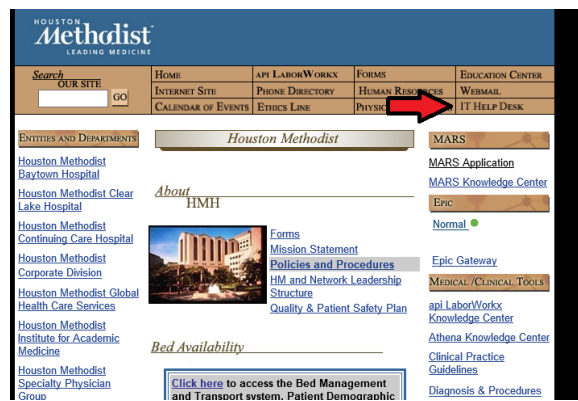 HOUSTON
Methodist
LEADING MEDICINE
Search
OUR SITE
GO
HOME
API LABORWORKX
FORMS
EDUCATION CENTER
INTERNET SITE
PHONE DIRECTORY
HUMAN RESOURCES
WEBMAIL
CALENDAR OF EVENTS
ETHICS LINE
IT HELP DESK
ENTITIES AND DEPARTMENTS
Houston Methodist
Baytown Hospital
Houston Methodist Clear
Lake Hospital
Houston Methodist
Continuing Care Hospital
Houston Methodist
Corporate Division
Houston Methodist Global
Health Care Services
Houston Methodist
Institute for Academic
Medicine
Houston Methodist
Specialty Physician
Group
Houston Methodist
About
HMH
Forms
Mission Statement
Policies and Procedures
HM and Network Leadership
Structure
Quality & Patient Safety Plan
Bed Availability
Click here to access the Bed Management
and Transport system, Patient Demographic
MARS
MARS Application
MARS Knowledge Center
EPIC
Normal
Epic Gateway
MEDICAL /CLINICAL TOOLS
api LaborWorkx
Knowledge Center
Athena Knowledge Center
Clinical Practice
Guidelines
Diagnosis & Procedures